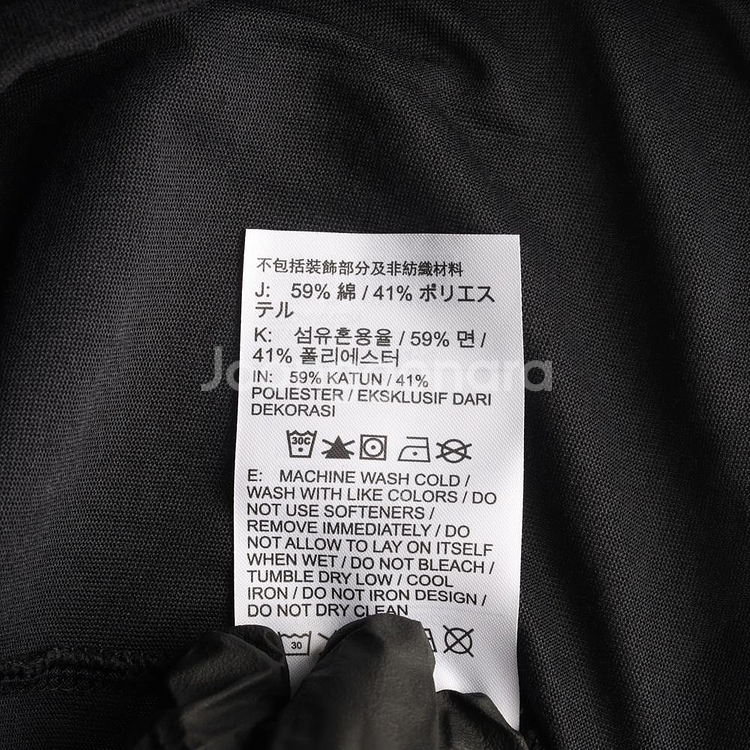 不包括裝飾部分及非紡織材料
J: 59% 綿 / 41% ポリエス
テル
K: 섬유혼용율 / 59% 면 /
41% 폴리에스터
IN: 59% KATUN / 41%
POLIESTER / EKSKLUSIF DARI
DEKORASI
30C
E: MACHINE WASH COLD /
WASH WITH LIKE COLORS / DO
NOT USE SOFTENERS /
REMOVE IMMEDIATELY / DO
NOT ALLOW TO LAY ON ITSELF
WHEN WET / DO NOT BLEACH /
TUMBLE DRY LOW / COOL
IRON / DO NOT IRON DESIGN /
DO NOT DRY CLEAN
30